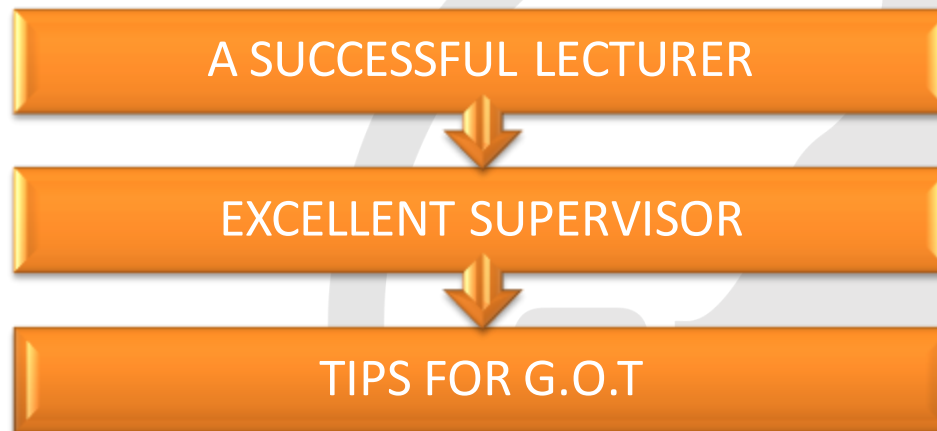 A SUCCESSFUL LECTURER
EXCELLENT SUPERVISOR
TIPS FOR G.O.T